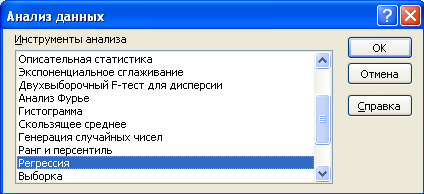 Анализ данных
Инструменты анализа
Описательная статистика
Экспоненциальное сглаживание
Двухвыборочный F-тест для дисперсии
Анализ Фурье
Гистограмма
Скользящее среднее
Генерация случайных чисел
Ранг и персентиль
Регрессия
Выборка
ОК
Отмена
Справка